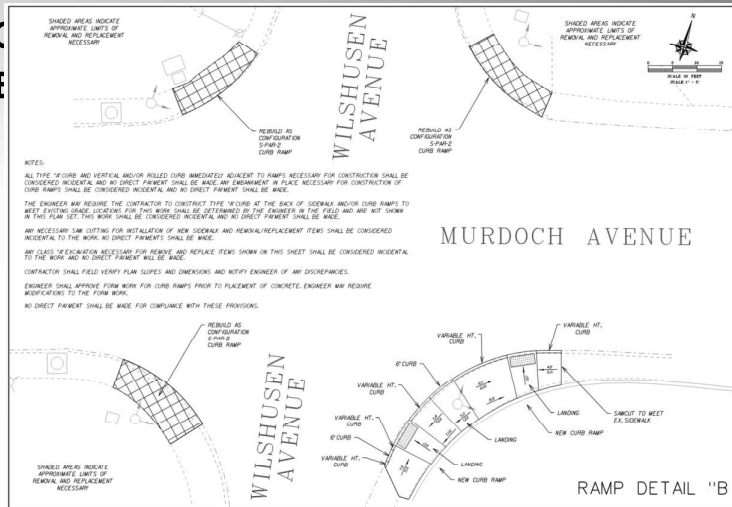 SHADED AREAS INDICATE
APPROXIMATE LIMITS OF
REMOVAL AND REPLACEMENT
NECESSARY
REBUILD AS
CONFIGURATION
S-PAR-2
CURB RAMP
WILSHUSEN
AVENUE
SHADED AREAS INDICATE
APPROXIMATE LIMITS OF
REMOVAL AND REPLACEMENT
NECESSARY
N
SCALE IN FEET
SCALE 1" = 5'
REBUILD AS
CONFIGURATION
S-PAR-2
CURB RAMP
NOTES:
ALL TYPE "A" CURB AND VERTICAL AND/OR ROLLED CURB IMMEDIATELY ADJACENT TO RAMPS NECESSARY FOR CONSTRUCTION SHALL BE
CONSIDERED INCIDENTAL AND NO DIRECT PAYMENT SHALL BE MADE. ANY EMBANKMENT IN PLACE NECESSARY FOR CONSTRUCTION OF
CURB RAMPS SHALL BE CONSIDERED INCIDENTAL AND NO DIRECT PAYMENT SHALL BE MADE.
THE ENGINEER MAY REQUIRE THE CONTRACTOR TO CONSTRUCT TYPE "A" CURB AT THE BACK OF SIDEWALK AND/OR CURB RAMPS TO
MEET EXISTING GRADE. LOCATIONS FOR THIS WORK SHALL BE DETERMINED BY THE ENGINEER IN THE FIELD AND ARE NOT SHOWN
IN THIS PLAN SET. THIS WORK SHALL BE CONSIDERED INCIDENTAL AND NO DIRECT PAYMENT SHALL BE MADE.
ANY NECESSARY SAW CUTTING FOR INSTALLATION OF NEW SIDEWALK AND REMOVAL/REPLACEMENT ITEMS SHALL BE CONSIDERED
INCIDENTAL TO THE WORK. NO DIRECT PAYMENTS SHALL BE MADE.
ANY CLASS "A" EXCAVATION NECESSARY FOR REMOVE AND REPLACE ITEMS SHOWN ON THIS SHEET SHALL BE CONSIDERED INCIDENTAL
TO THE WORK AND NO DIRECT PAYMENT WILL BE MADE.
CONTRACTOR SHALL FIELD VERIFY PLAN SLOPES AND DIMENSIONS AND NOTIFY ENGINEER OF ANY DISCREPANCIES.
ENGINEER SHALL APPROVE FORM WORK FOR CURB RAMPS PRIOR TO PLACEMENT OF CONCRETE. ENGINEER MAY REQUIRE
MODIFICATIONS TO THE FORM WORK.
NO DIRECT PAYMENT SHALL BE MADE FOR COMPLIANCE WITH THESE PROVISIONS.
MURDOCH AVENUE
REBUILD AS
CONFIGURATION
S-PAR-2
CURB RAMP
SHADED AREAS INDICATE
APPROXIMATE LIMITS OF
REMOVAL AND REPLACEMENT
NECESSARY
WILSHUSEN
AVENUE
VARIABLE HT.
CURB
VARIABLE HT.
CURB
6" CURB
VARIABLE HT.
CURB
VARIABLE HT.
CURB
6" CURB
VARIABLE HT.
CURB
LANDING
SAWCUT TO MEET
EX. SIDEWALK
NEW CURB RAMP
LANDING
LANDING
NEW CURB RAMP
RAMP DETAIL "B